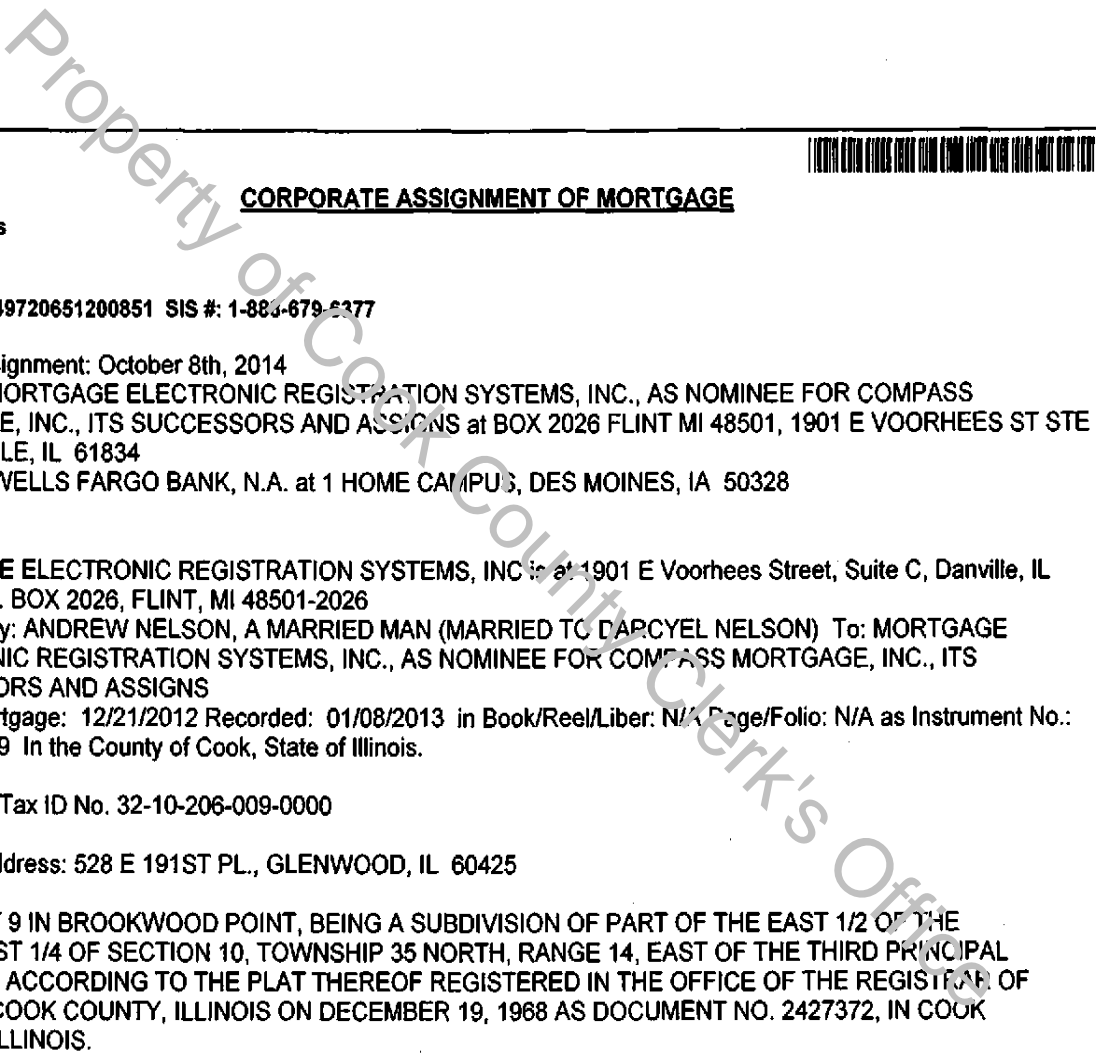 Property of Cook County Clerk's Office
CORPORATE ASSIGNMENT OF MORTGAGE
s
49720651200851 SIS #: 1-888-679-6377
ignment: October 8th, 2014
MORTGAGE ELECTRONIC REGISTRATION SYSTEMS, INC., AS NOMINEE FOR COMPASS
E, INC., ITS SUCCESSORS AND ASSIGNS at BOX 2026 FLINT MI 48501, 1901 E VOORHEES ST STE
LE, IL 61834
WELLS FARGO BANK, N.A. at 1 HOME CAMPUS, DES MOINES, IA 50328
E ELECTRONIC REGISTRATION SYSTEMS, INC is at 1901 E Voorhees Street, Suite C, Danville, IL
. BOX 2026, FLINT, MI 48501-2026
y: ANDREW NELSON, A MARRIED MAN (MARRIED TO DARCYEL NELSON) To: MORTGAGE
NIC REGISTRATION SYSTEMS, INC., AS NOMINEE FOR COMPASS MORTGAGE, INC., ITS
ORS AND ASSIGNS
rtgage: 12/21/2012 Recorded: 01/08/2013 in Book/Reel/Liber: N/A Page/Folio: N/A as Instrument No.:
9 In the County of Cook, State of Illinois.
Tax ID No. 32-10-206-009-0000
ddress: 528 E 191ST PL., GLENWOOD, IL 60425
9 IN BROOKWOOD POINT, BEING A SUBDIVISION OF PART OF THE EAST 1/2 OF THE
ST 1/4 OF SECTION 10, TOWNSHIP 35 NORTH, RANGE 14, EAST OF THE THIRD PRINCIPAL
ACCORDING TO THE PLAT THEREOF REGISTERED IN THE OFFICE OF THE REGISTRAR OF
COOK COUNTY, ILLINOIS ON DECEMBER 19, 1968 AS DOCUMENT NO. 2427372, IN COOK
LLINOIS.